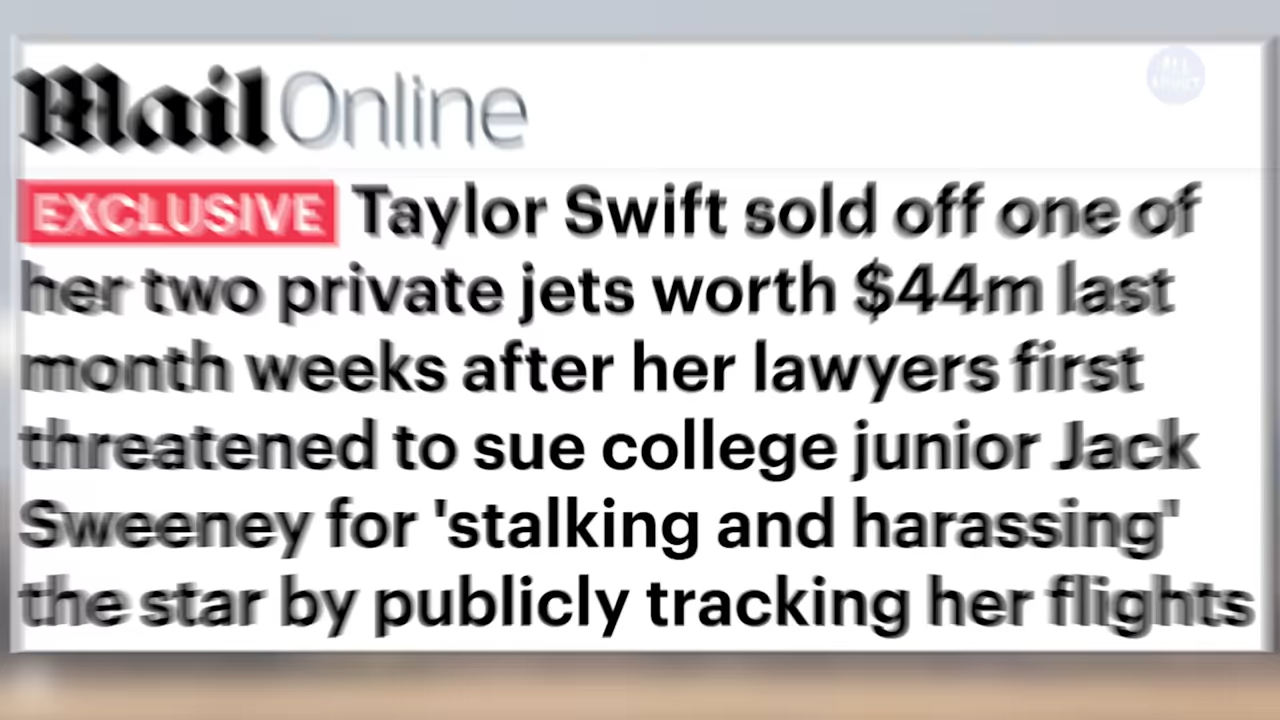 Mail Online
EXCLUSIVE Taylor Swift sold off one of
her two private jets worth $44m last
month weeks after her lawyers first
threatened to sue college junior Jack
Sweeney for 'stalking and harassing'
the star by publicly tracking her flights